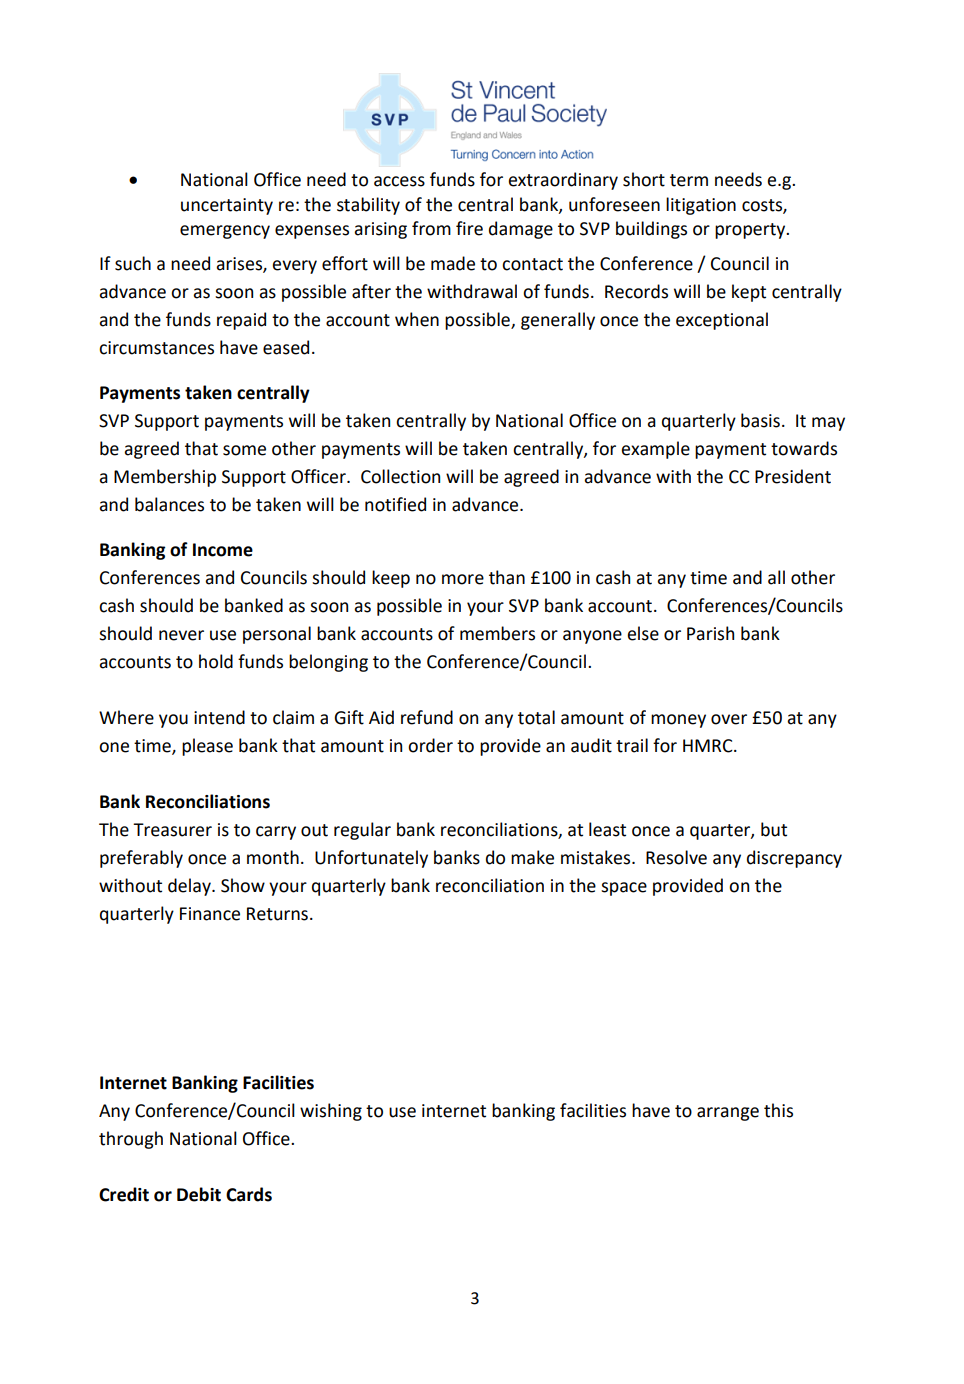 SVP
St Vincent
de Paul Society
England and Wales
Turning Concern into Action
• National Office need to access funds for extraordinary short term needs e.g.
uncertainty re: the stability of the central bank, unforeseen litigation costs,
emergency expenses arising from fire damage to SVP buildings or property.
If such a need arises, every effort will be made to contact the Conference / Council in
advance or as soon as possible after the withdrawal of funds.  Records will be kept centrally
and the funds repaid to the account when possible, generally once the exceptional
circumstances have eased.
Payments taken centrally
SVP Support payments will be taken centrally by National Office on a quarterly basis.  It may
be agreed that some other payments will be taken centrally, for example payment towards
a Membership Support Officer.  Collection will be agreed in advance with the CC President
and balances to be taken will be notified in advance.
Banking of Income
Conferences and Councils should keep no more than £100 in cash at any time and all other
cash should be banked as soon as possible in your SVP bank account.  Conferences/Councils
should never use personal bank accounts of members or anyone else or Parish bank
accounts to hold funds belonging to the Conference/Council.
Where you intend to claim a Gift Aid refund on any total amount of money over £50 at any
one time, please bank that amount in order to provide an audit trail for HMRC.
Bank Reconciliations
The Treasurer is to carry out regular bank reconciliations, at least once a quarter, but
preferably once a month.  Unfortunately banks do make mistakes.  Resolve any discrepancy
without delay. Show your quarterly bank reconciliation in the space provided on the
quarterly Finance Returns.
Internet Banking Facilities
Any Conference/Council wishing to use internet banking facilities have to arrange this
through National Office.
Credit or Debit Cards
3